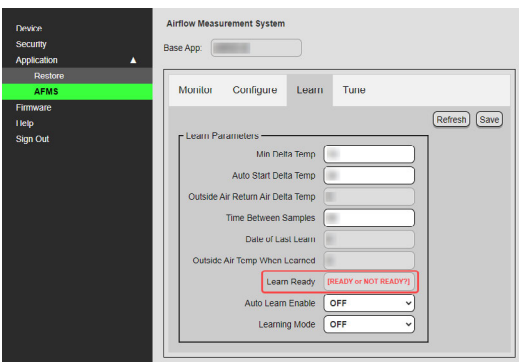 Device
Security
Application ▲
Restore
AFMS
Firmware
Help
Sign Out
Airflow Measurement System
Base App:
Monitor Configure Learn Tune
Refresh Save
Learn Parameters
Min Delta Temp
Auto Start Delta Temp
Outside Air Return Air Delta Temp
Time Between Samples
Date of Last Learn
Outside Air Temp When Learned
Learn Ready [READY or NOT READY?]
Auto Learn Enable OFF
Learning Mode OFF